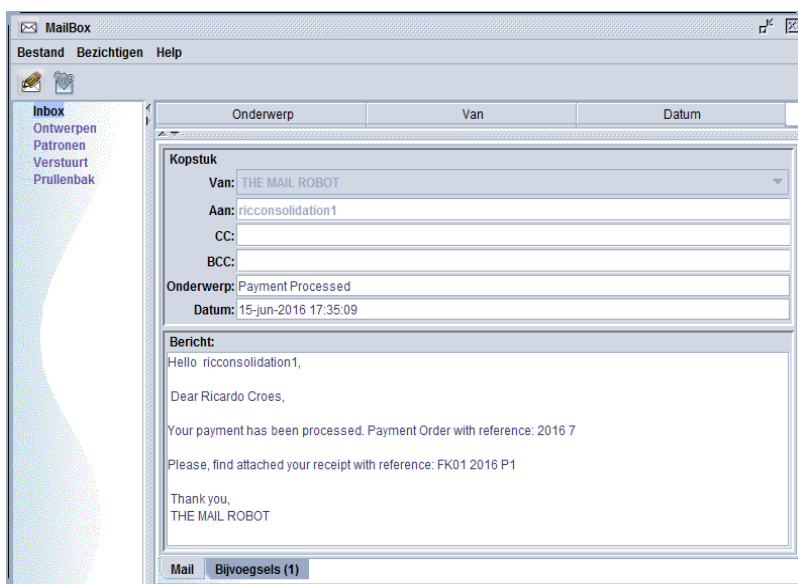 MailBox
Bestand Bezichtigen Help
Inbox
Ontwerpen
Patronen
Verstuurt
Prullenbak
Onderwerp Van Datum
Kopstuk
Van: THE MAIL ROBOT
Aan: ricconsolidation1
CC:
BCC:
Onderwerp: Payment Processed
Datum: 15-jun-2016 17:35:09
Bericht:
Hello ricconsolidation1,
Dear Ricardo Croes,
Your payment has been processed. Payment Order with reference: 2016 7
Please, find attached your receipt with reference: FK01 2016 P1
Thank you,
THE MAIL ROBOT
Mail Bijvoegsels (1)